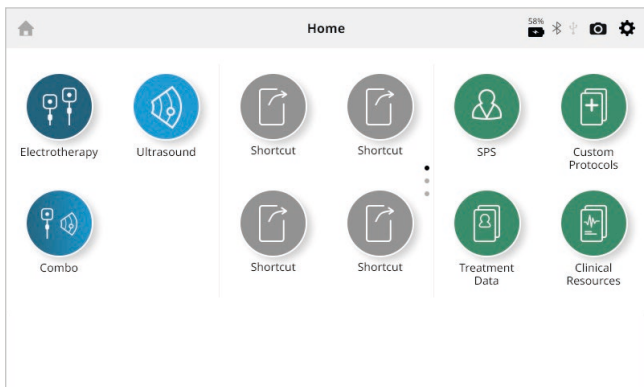 Home
58%
Electrotherapy
Ultrasound
Shortcut
Shortcut
SPS
Custom
Protocols
Combo
Shortcut
Shortcut
Treatment
Data
Clinical
Resources